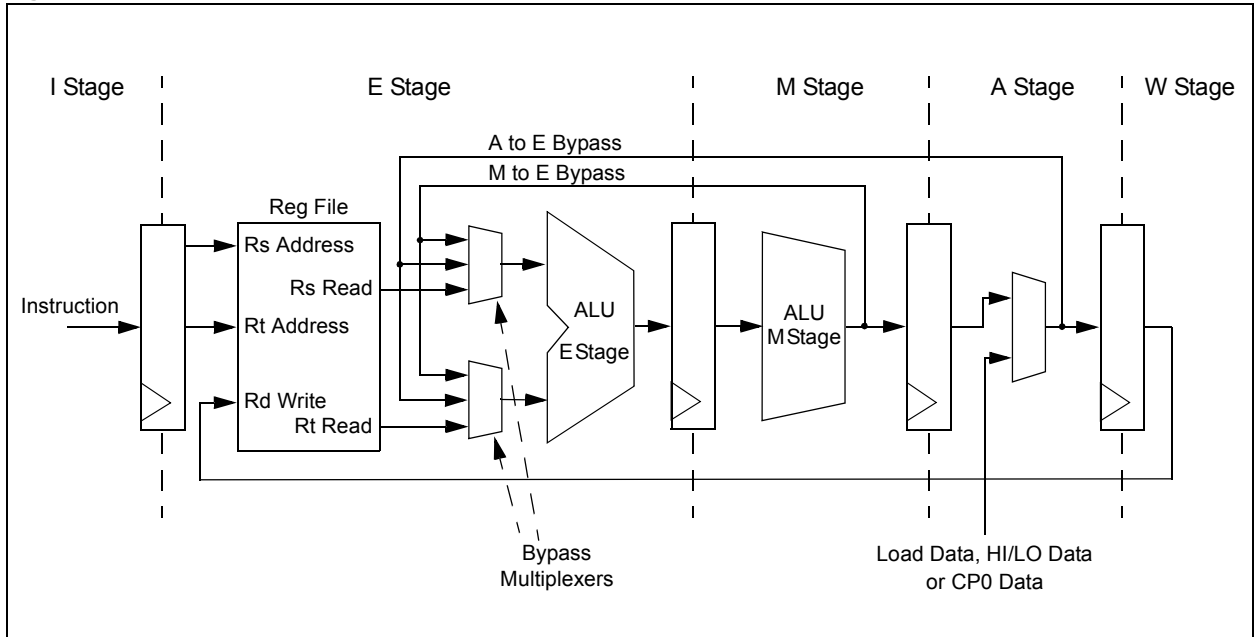 I Stage
E Stage
M Stage
A Stage
W Stage
A to E Bypass
M to E Bypass
Reg File
Rs Address
Rs Read
Instruction
Rt Address
ALU
E Stage
ALU
M Stage
Rd Write
Rt Read
Bypass
Multiplexers
Load Data, HI/LO Data
or CP0 Data